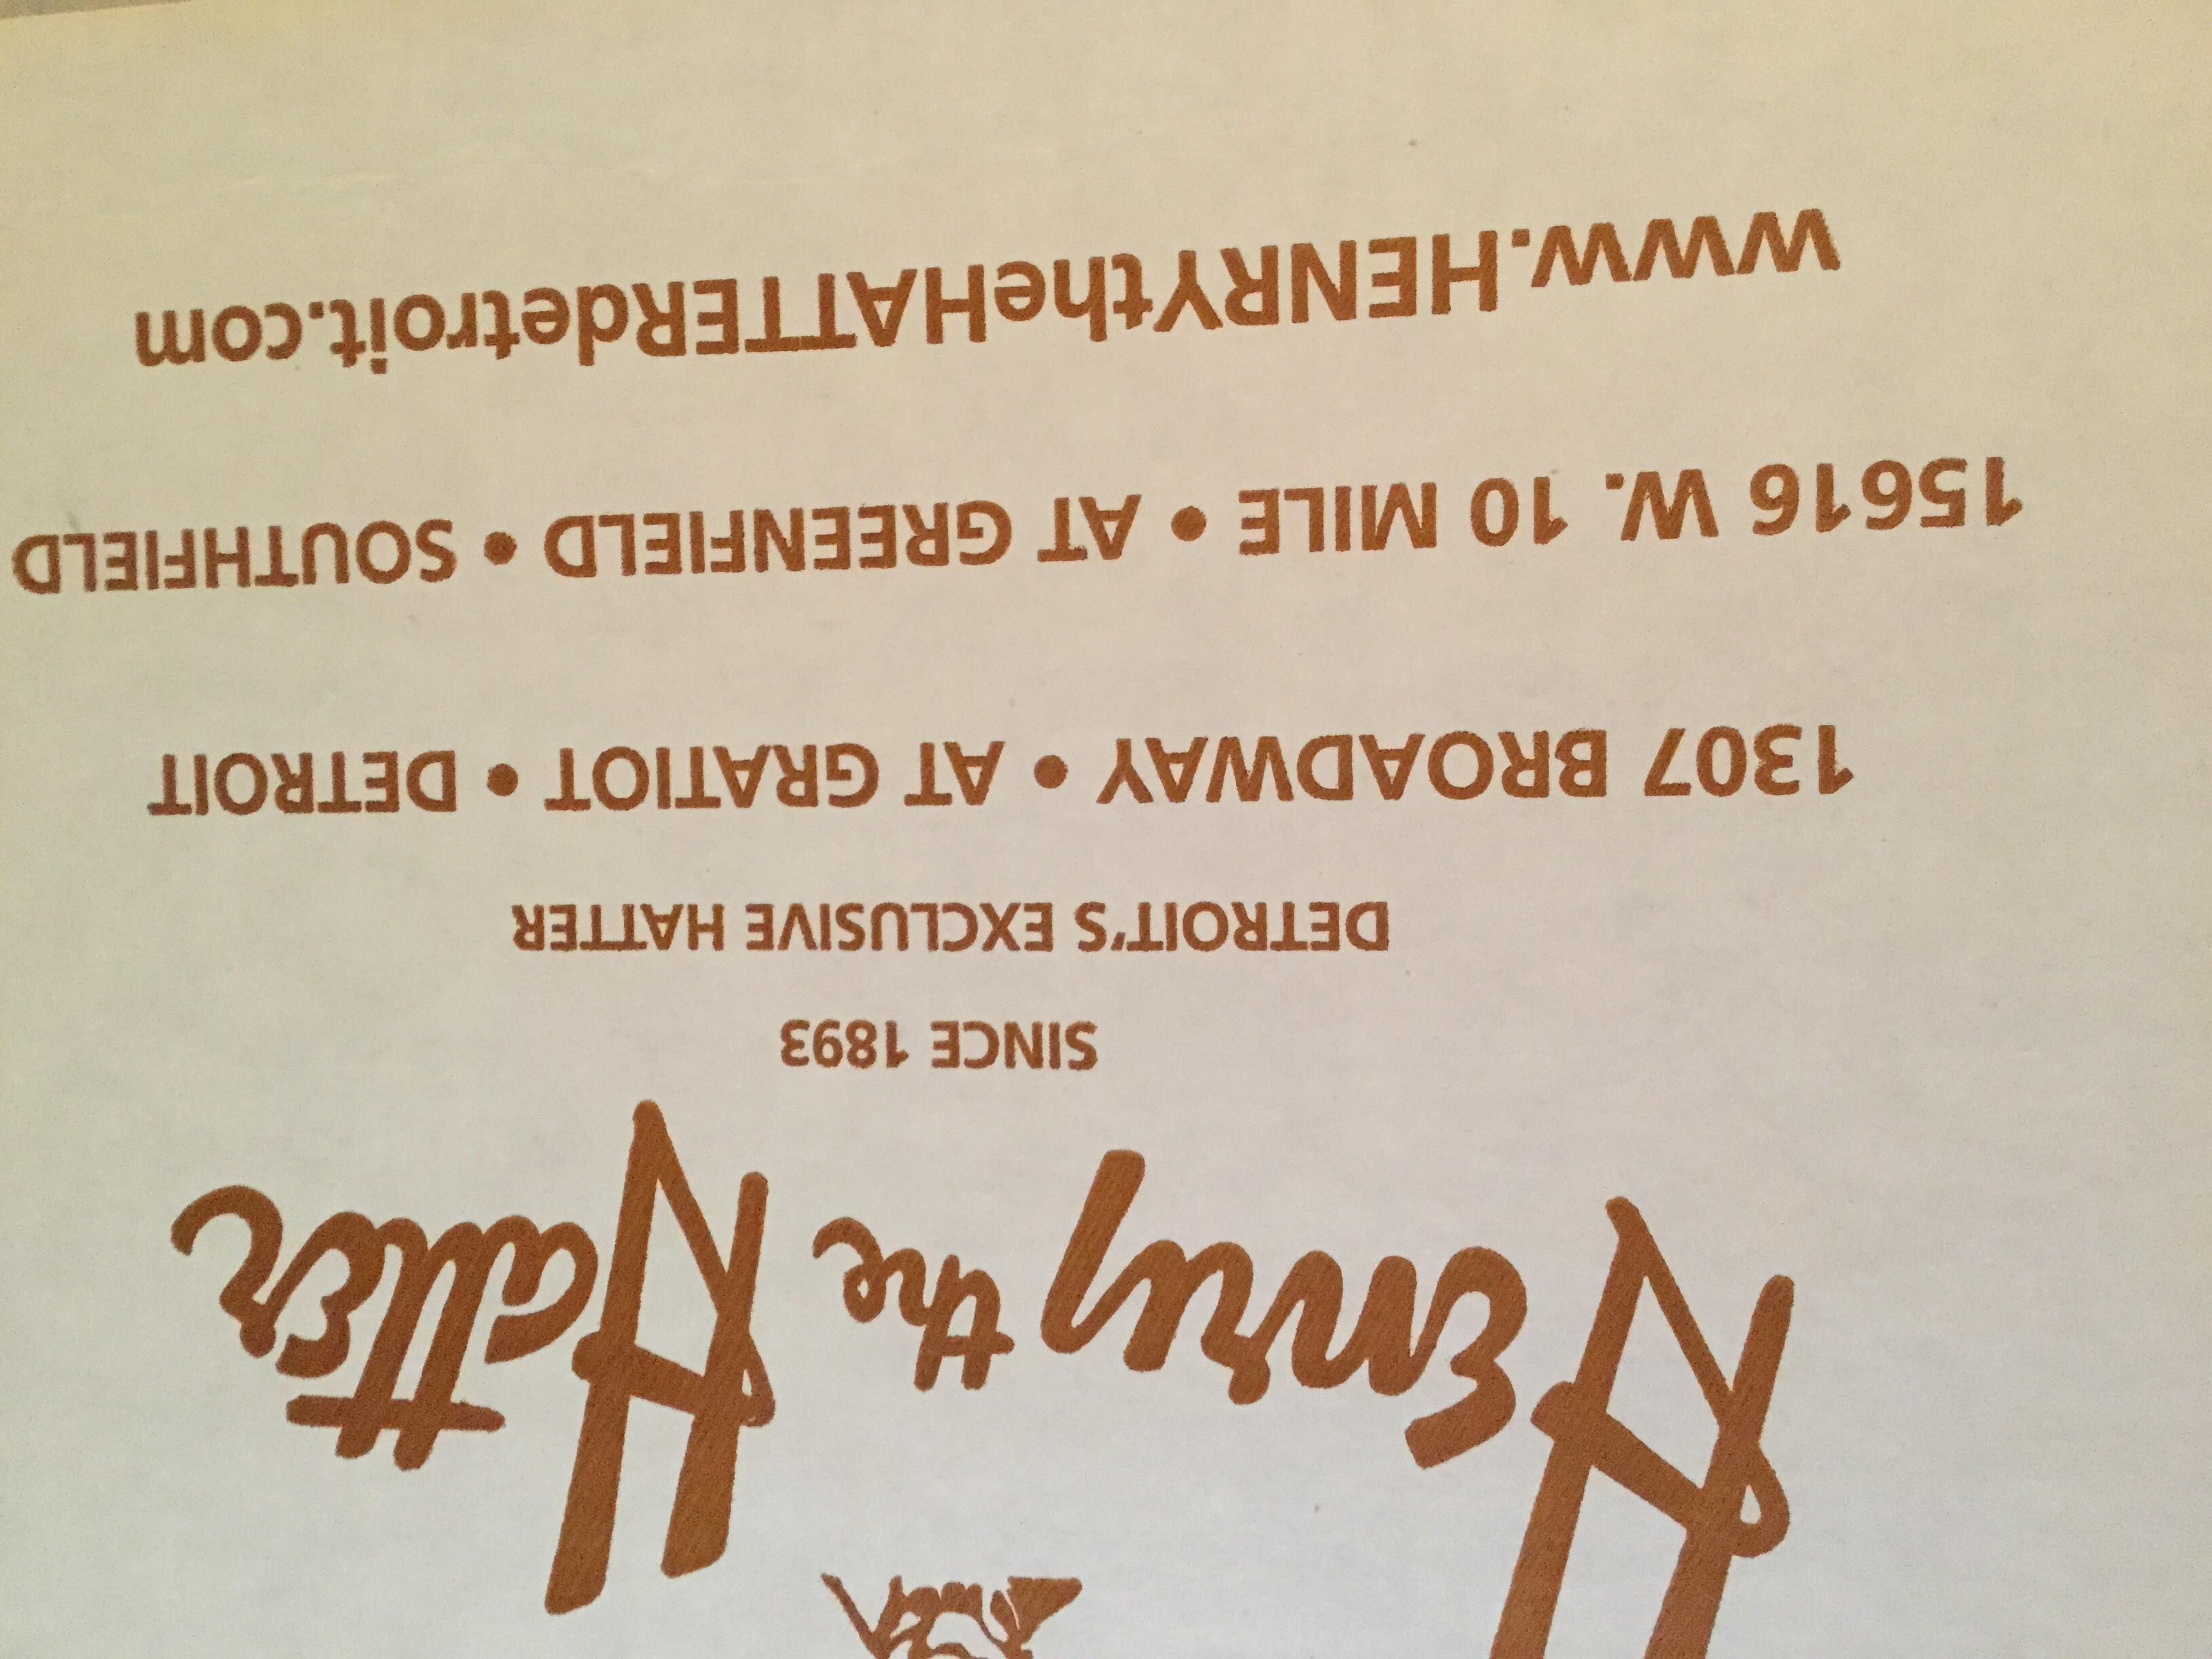 Henry the Hatter
SINCE 1893
DETROIT'S EXCLUSIVE HATTER
1307 BROADWAY • AT GRATIOT • DETROIT
15616 W. 10 MILE • AT GREENFIELD • SOUTHFIELD
www.HENRYtheHATTERdetroit.com